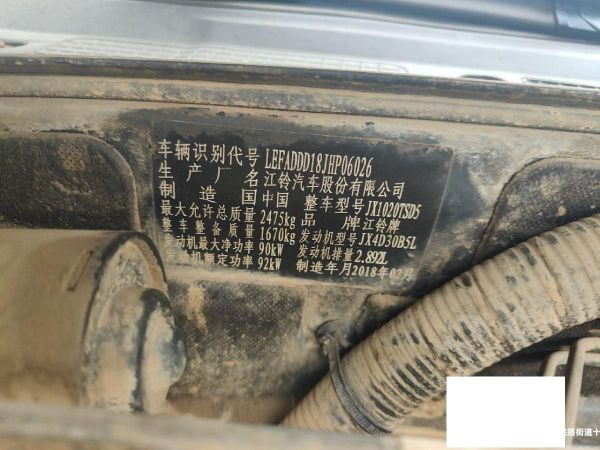 车辆识别代号 LEFADDD18JHP06026
生产厂名 江铃汽车股份有限公司
制造国 中国 整车型号 JX1020TSD5
最大允许总质量 2475kg 品牌 江铃牌
整车整备质量 1670kg 发动机型号 JX4D30B5L
发动机最大净功率 90kW 发动机排量 2.892L
发动机额定功率 92kW 制造年月 2018年02月
路街道十